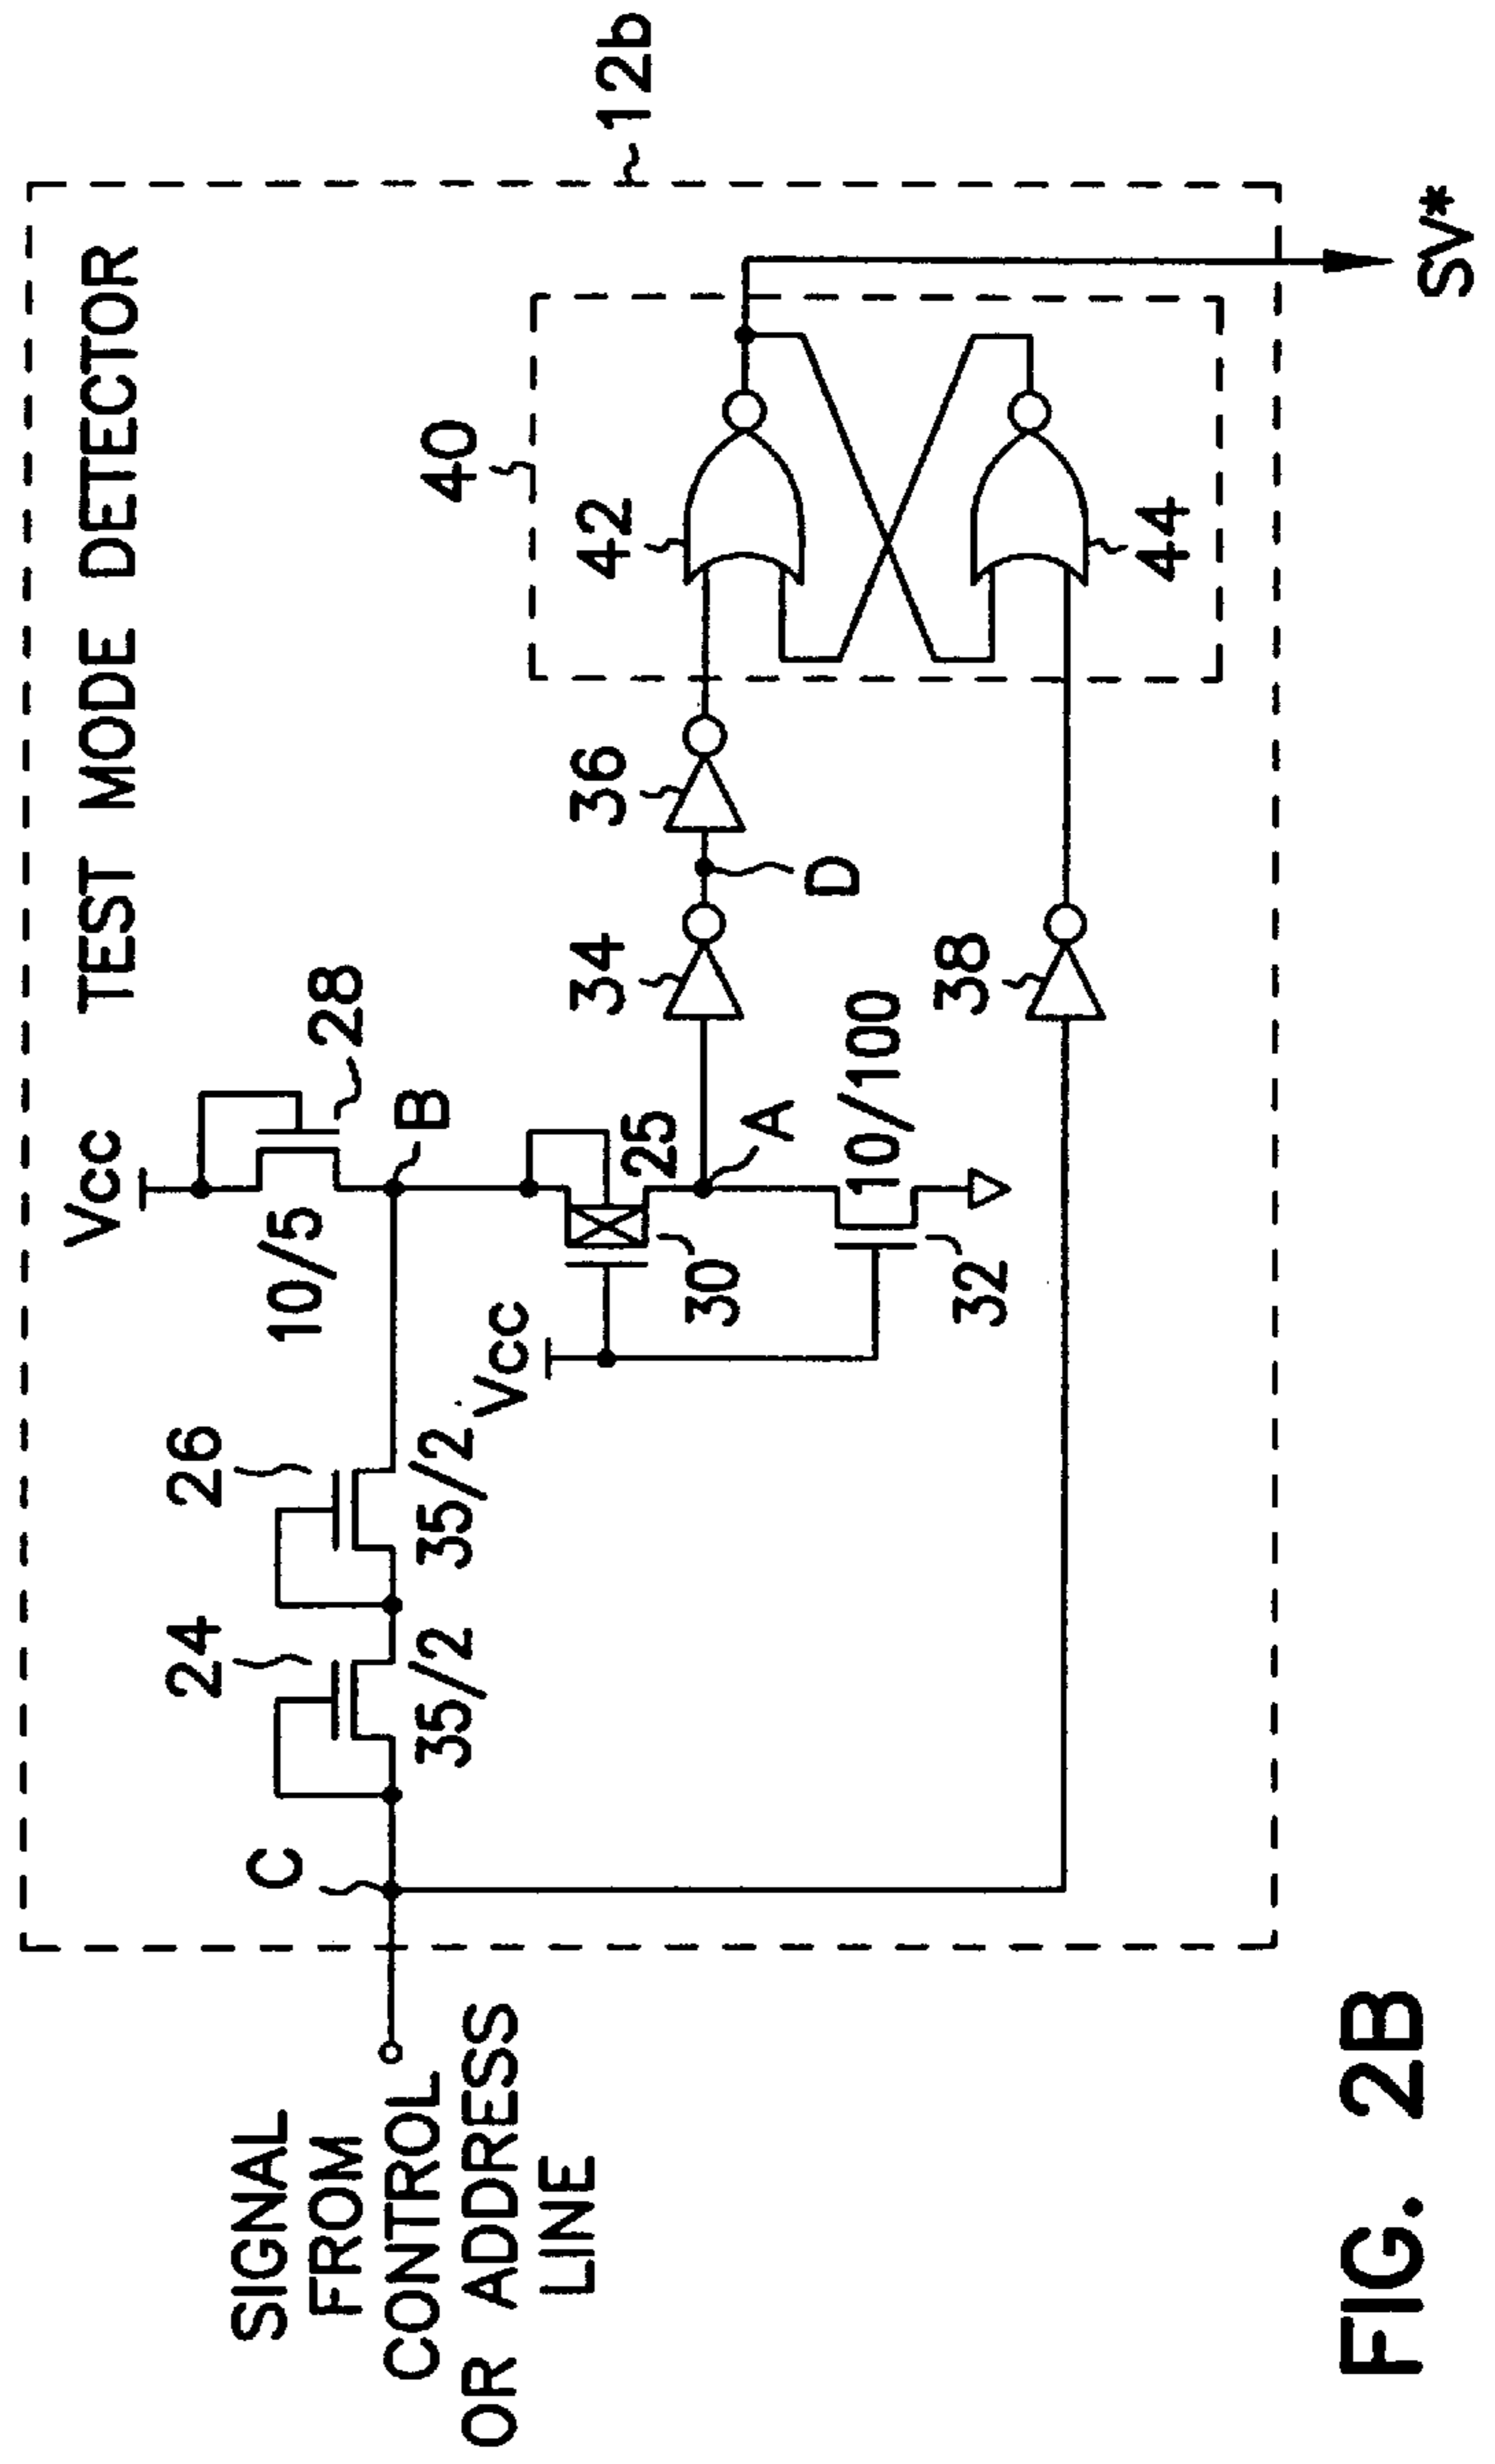 TEST MODE DETECTOR
12b
Vcc
28
10/5
B
24
26
35/2
35/2
C
Vcc
25
30
A
10/100
32
34
D
36
38
40
42
44
SV*
SIGNAL
FROM
CONTROL
OR ADDRESS
LINE
FIG. 2B